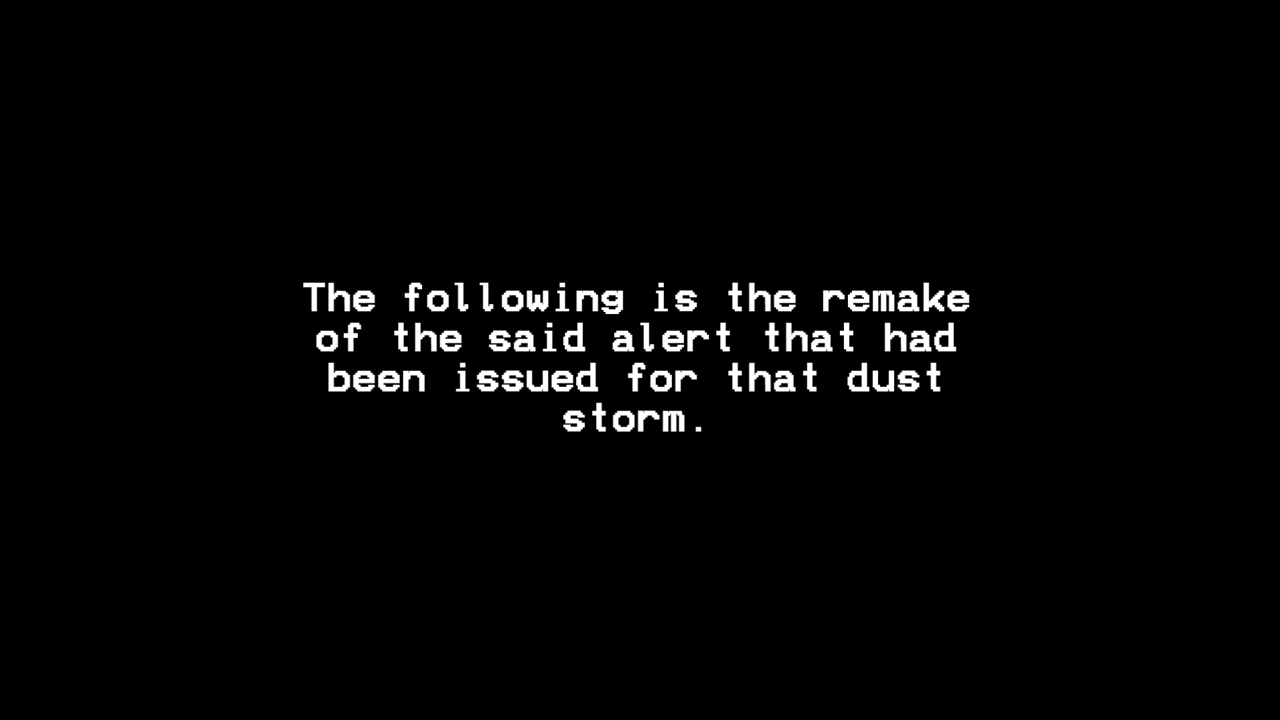 The following is the remake
of the said alert that had
been issued for that dust
storm.